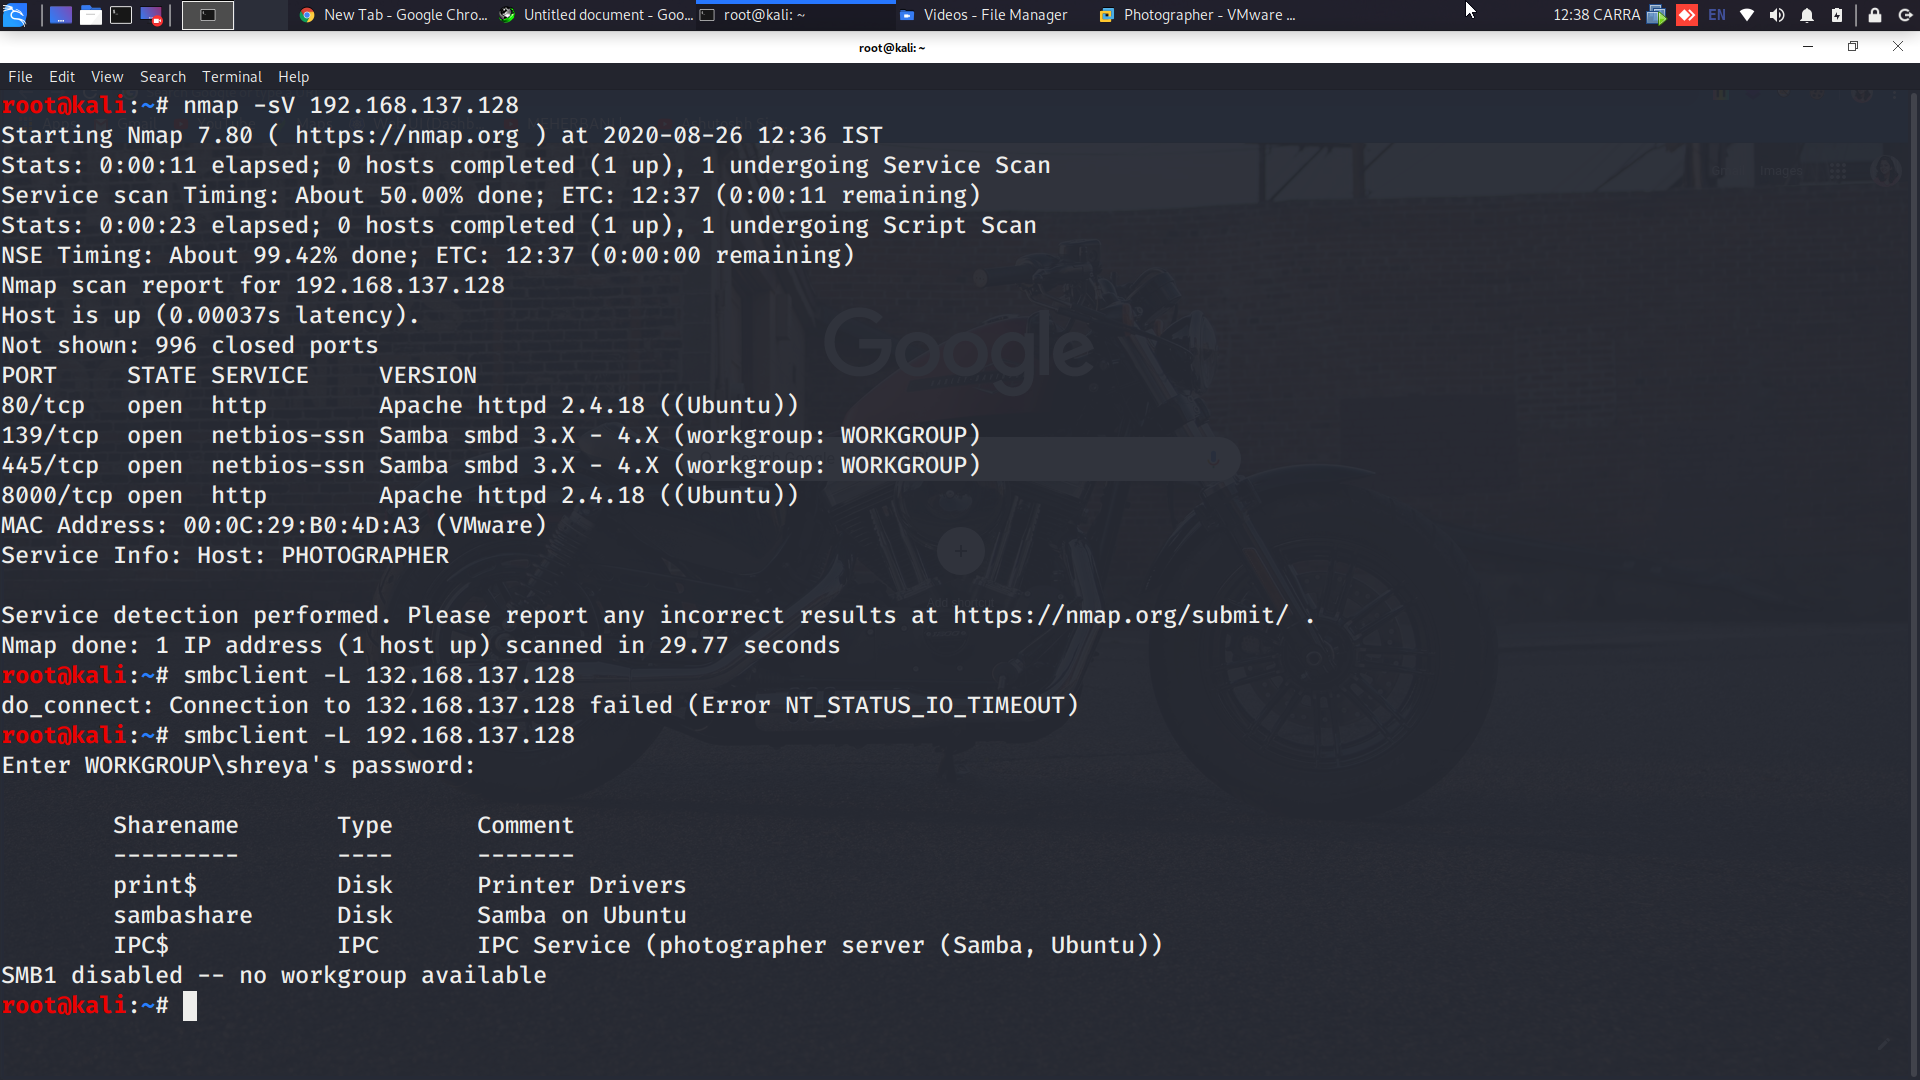 New Tab - Google Chro...
Untitled document - Goo...
root@kali: ~
Videos - File Manager
Photographer - VMware ...
12:38 CARRA
EN
root@kali: ~
File Edit View Search Terminal Help
root@kali:~# nmap -sV 192.168.137.128
Starting Nmap 7.80 ( https://nmap.org ) at 2020-08-26 12:36 IST
Stats: 0:00:11 elapsed; 0 hosts completed (1 up), 1 undergoing Service Scan
Service scan Timing: About 50.00% done; ETC: 12:37 (0:00:11 remaining)
Stats: 0:00:23 elapsed; 0 hosts completed (1 up), 1 undergoing Script Scan
NSE Timing: About 99.42% done; ETC: 12:37 (0:00:00 remaining)
Nmap scan report for 192.168.137.128
Host is up (0.00037s latency).
Not shown: 996 closed ports
PORT     STATE SERVICE     VERSION
80/tcp   open  http        Apache httpd 2.4.18 ((Ubuntu))
139/tcp  open  netbios-ssn Samba smbd 3.X - 4.X (workgroup: WORKGROUP)
445/tcp  open  netbios-ssn Samba smbd 3.X - 4.X (workgroup: WORKGROUP)
8000/tcp open  http        Apache httpd 2.4.18 ((Ubuntu))
MAC Address: 00:0C:29:B0:4D:A3 (VMware)
Service Info: Host: PHOTOGRAPHER
Service detection performed. Please report any incorrect results at https://nmap.org/submit/ .
Nmap done: 1 IP address (1 host up) scanned in 29.77 seconds
root@kali:~# smbclient -L 132.168.137.128
do_connect: Connection to 132.168.137.128 failed (Error NT_STATUS_IO_TIMEOUT)
root@kali:~# smbclient -L 192.168.137.128
Enter WORKGROUP\shreya's password:
Sharename       Type      Comment
---------       ----      -------
print$          Disk      Printer Drivers
sambashare      Disk      Samba on Ubuntu
IPC$            IPC       IPC Service (photographer server (Samba, Ubuntu))
SMB1 disabled -- no workgroup available
root@kali:~#
Google